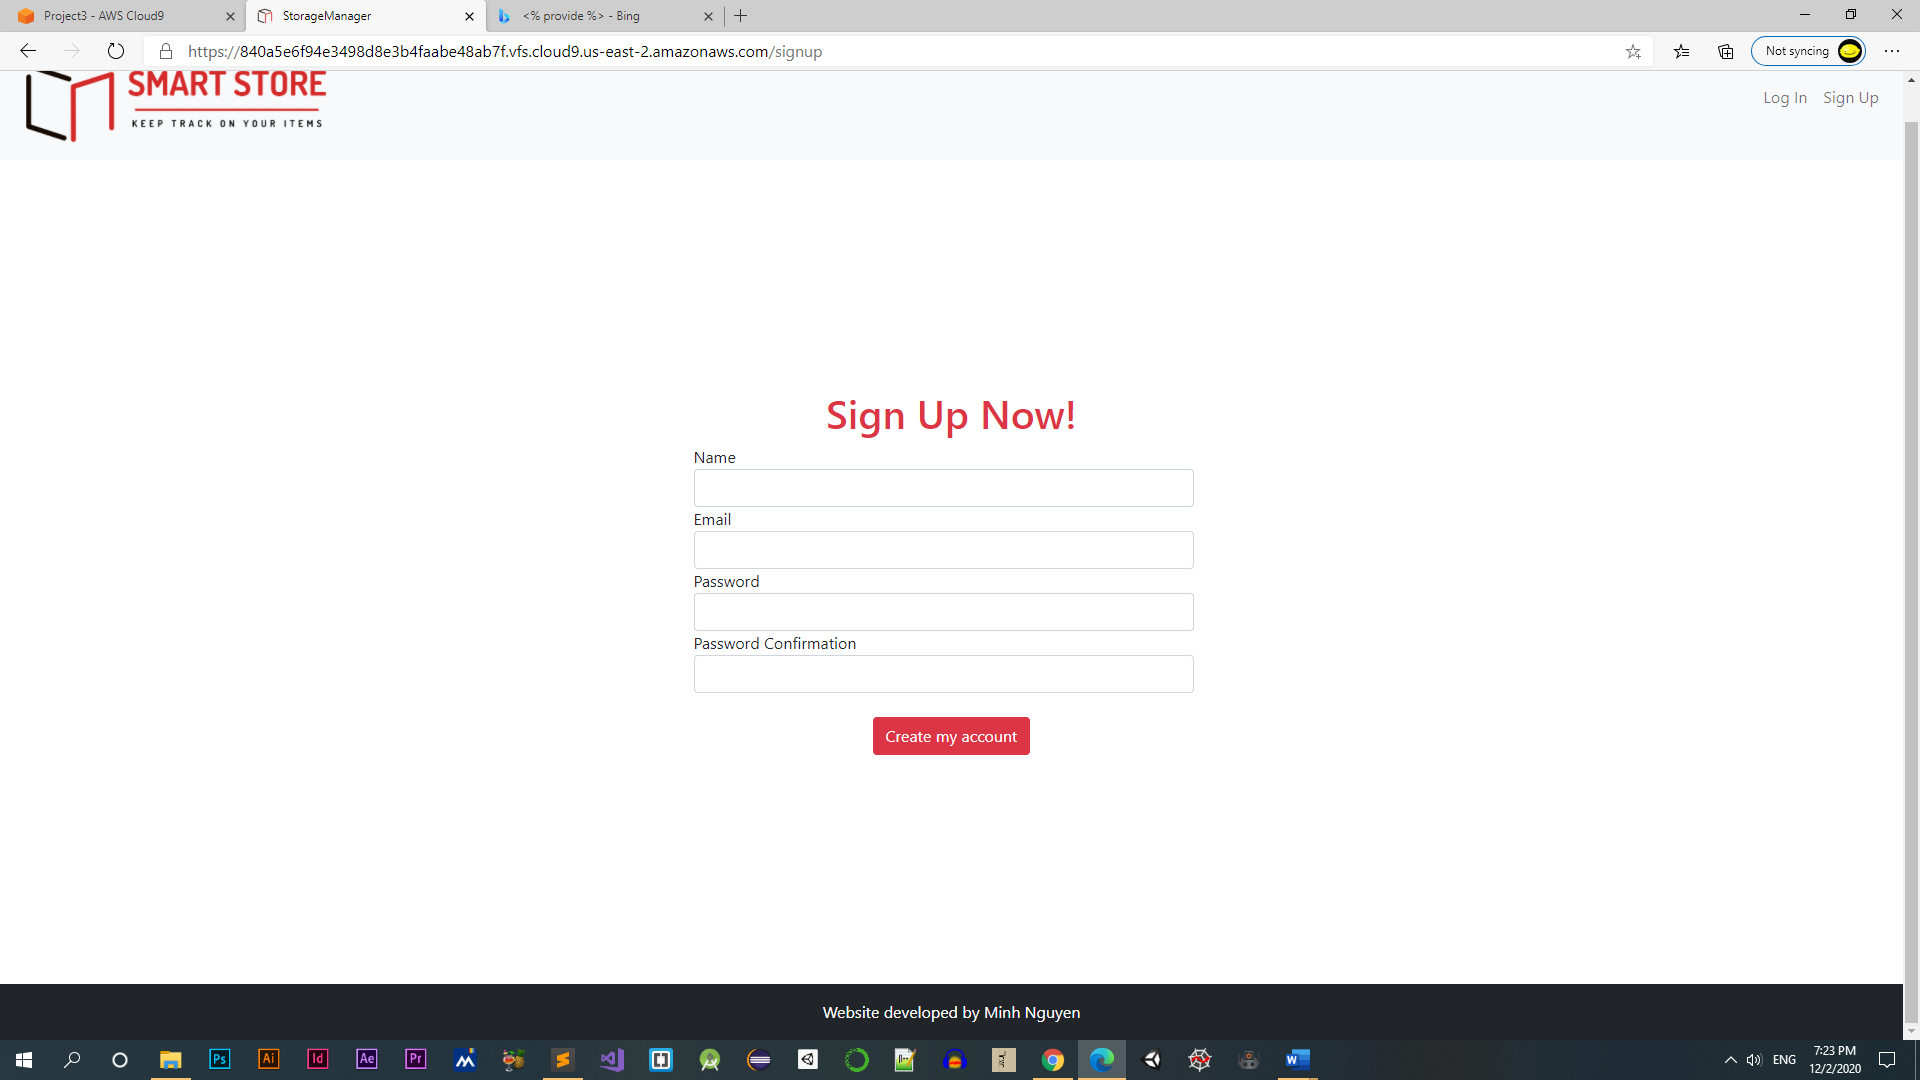 Project3 - AWS Cloud9
StorageManager
<% provide %> - Bing
https://840a5e6f94e3498d8e3b4faabe48ab7f.vfs.cloud9.us-east-2.amazonaws.com/signup
Not syncing
SMART STORE
KEEP TRACK ON YOUR ITEMS
Log In
Sign Up
Sign Up Now!
Name
Email
Password
Password Confirmation
Create my account
Website developed by Minh Nguyen
Ps
Ai
Id
Ae
Pr
W
ENG
7:23 PM
12/2/2020